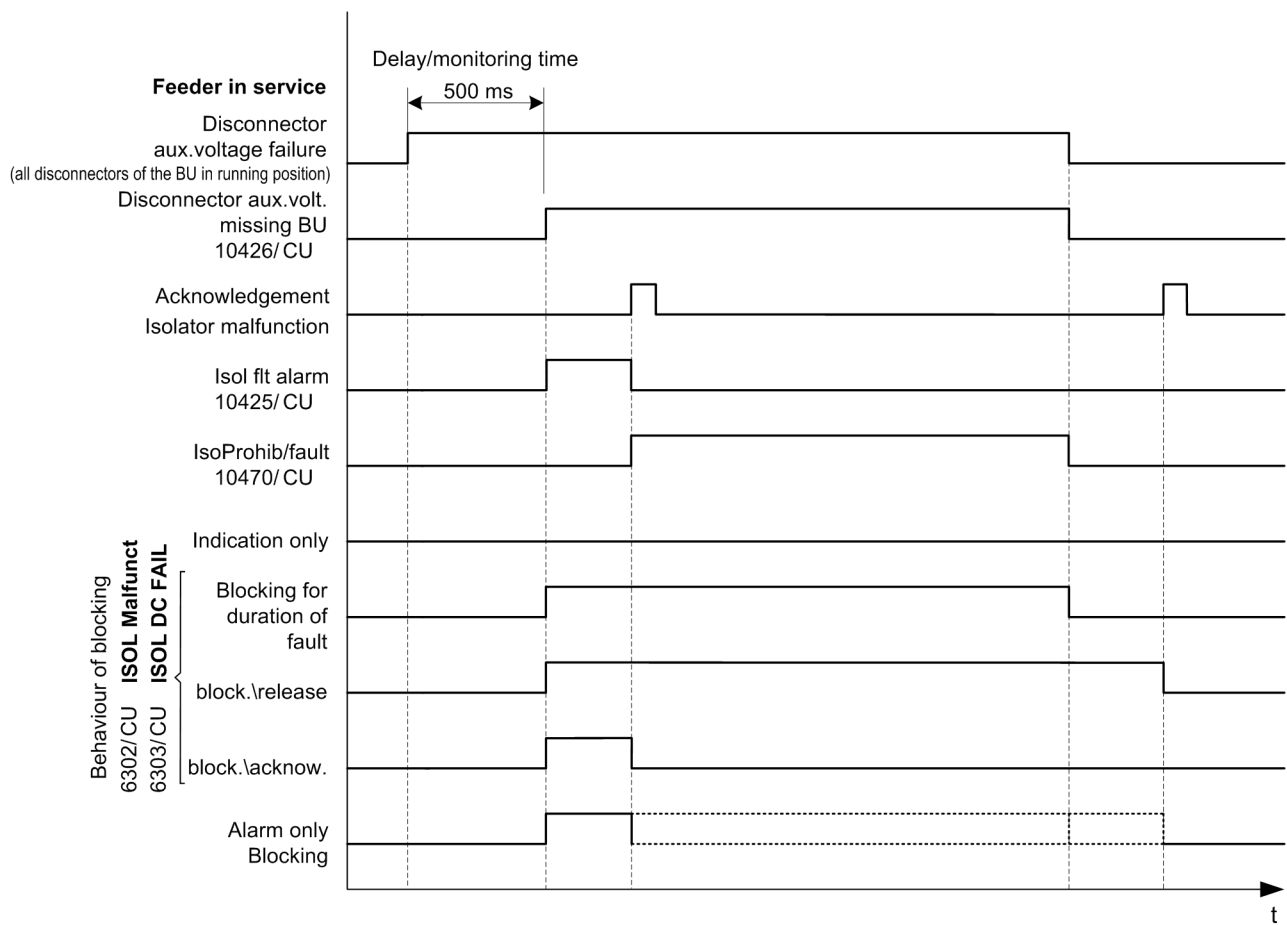 Delay/monitoring time
Feeder in service
500 ms
Disconnector
aux.voltage failure
(all disconnectors of the BU in running position)
Disconnector aux.volt.
missing BU
10426/ CU
Acknowledgement
Isolator malfunction
Isol flt alarm
10425/ CU
IsoProhib/fault
10470/ CU
Indication only
Behaviour of blocking
6302/ CU ISOL Malfunct
6303/ CU ISOL DC FAIL
Blocking for
duration of
fault
block.\release
block.\acknow.
Alarm only
Blocking
t